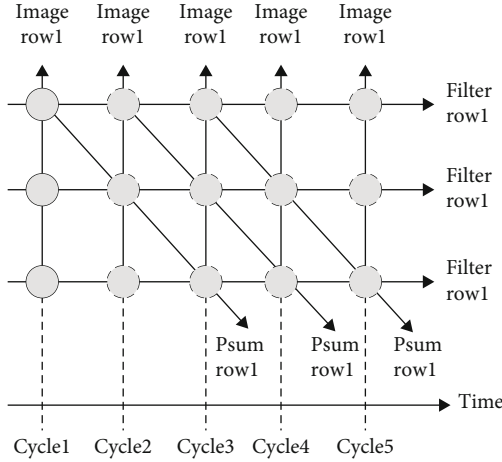 Image Image Image Image Image
row1 row1 row1 row1 row1
Filter
row1
Filter
row1
Filter
row1
Psum Psum Psum
row1 row1 row1
Time
Cycle1 Cycle2 Cycle3 Cycle4 Cycle5